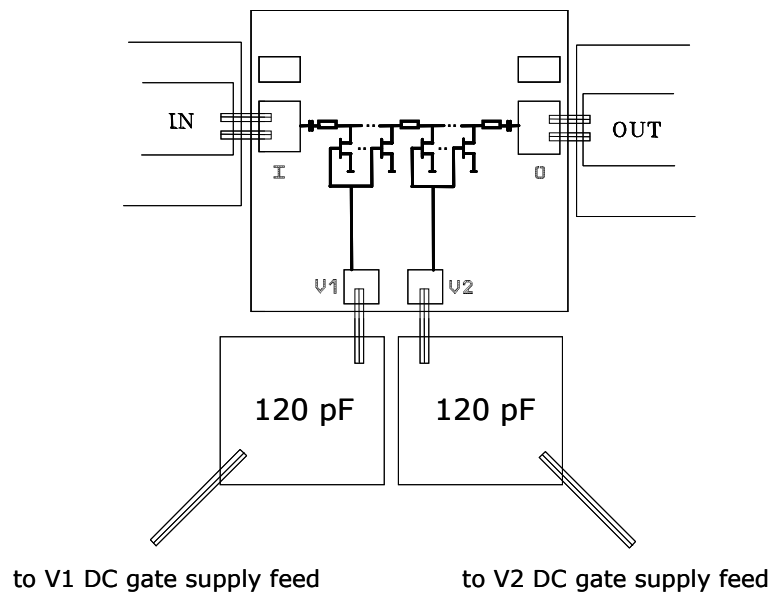 IN
OUT
I
O
V1
V2
120 pF
120 pF
to V1 DC gate supply feed
to V2 DC gate supply feed